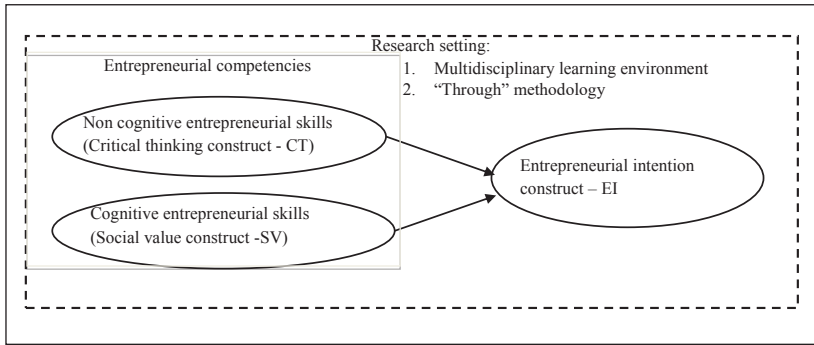 Research setting:
1. Multidisciplinary learning environment
2. “Through” methodology
Entrepreneurial competencies
Non cognitive entrepreneurial skills
(Critical thinking construct - CT)
Cognitive entrepreneurial skills
(Social value construct -SV)
Entrepreneurial intention
construct – EI